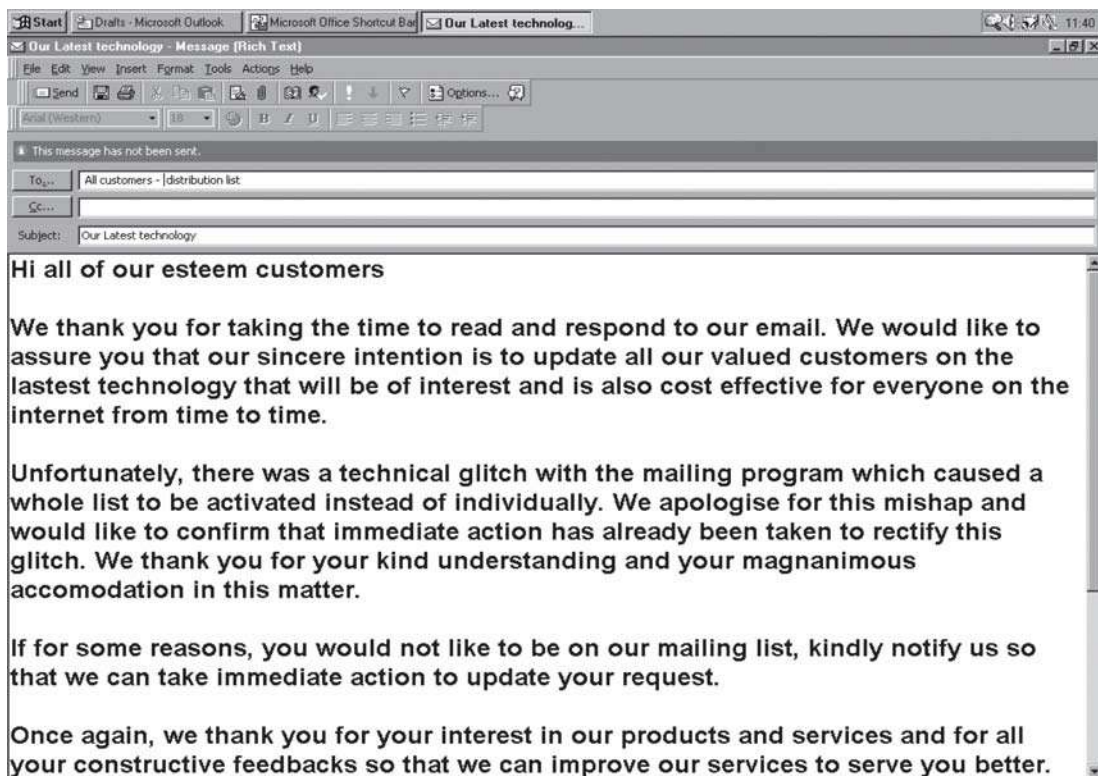 Start Drafts - Microsoft Outlook Microsoft Office Shortcut Bar Our Latest technolog... 11:40
Our Latest technology - Message (Rich Text)
File Edit View Insert Format Tools Actions Help
Send Options...
Arial (Western) 18 B I U
This message has not been sent.
To... All customers - distribution list
Cc...
Subject: Our Latest technology
Hi all of our esteem customers
We thank you for taking the time to read and respond to our email. We would like to
assure you that our sincere intention is to update all our valued customers on the
lastest technology that will be of interest and is also cost effective for everyone on the
internet from time to time.
Unfortunately, there was a technical glitch with the mailing program which caused a
whole list to be activated instead of individually. We apologise for this mishap and
would like to confirm that immediate action has already been taken to rectify this
glitch. We thank you for your kind understanding and your magnanimous
accomodation in this matter.
If for some reasons, you would not like to be on our mailing list, kindly notify us so
that we can take immediate action to update your request.
Once again, we thank you for your interest in our products and services and for all
your constructive feedbacks so that we can improve our services to serve you better.